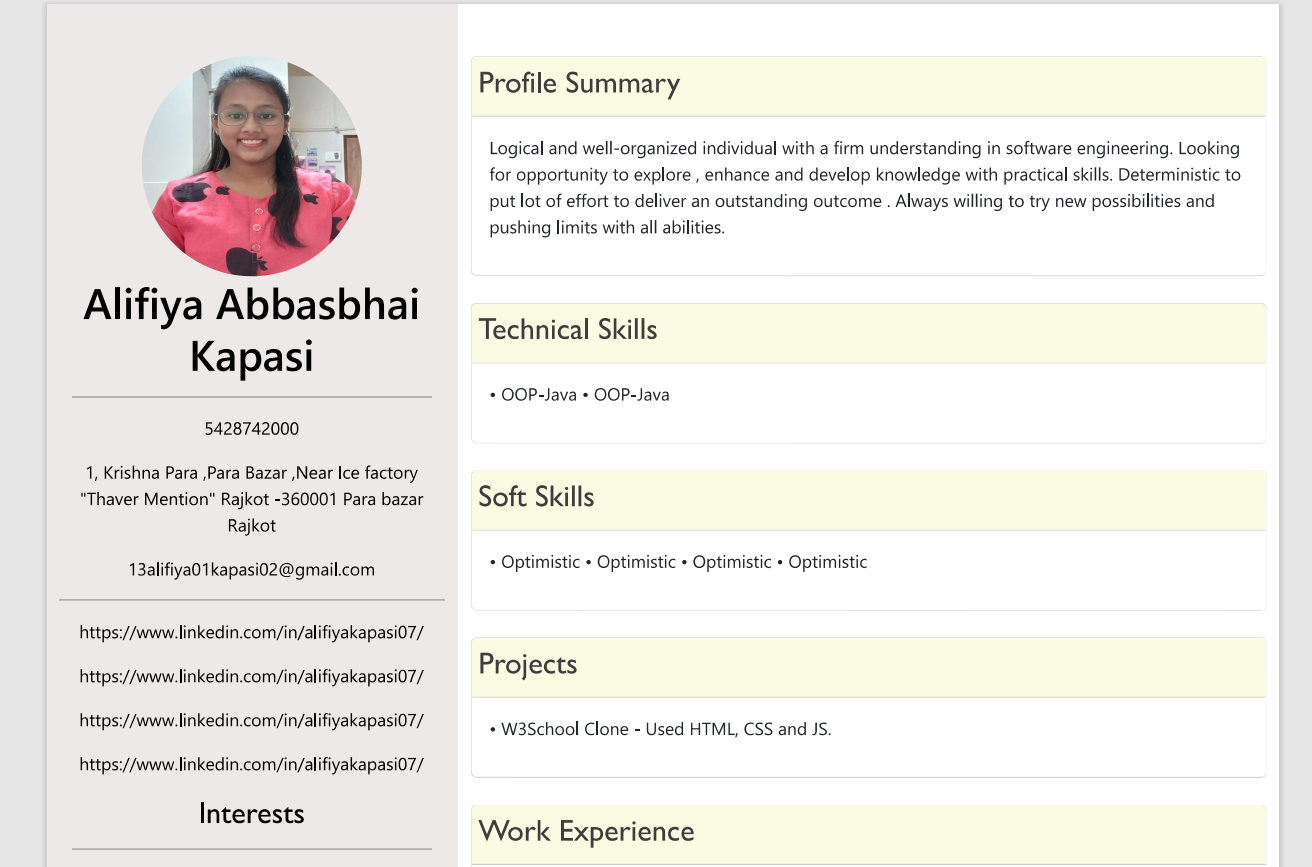 Alifiya Abbasbhai
Kapasi
5428742000
1, Krishna Para ,Para Bazar ,Near Ice factory
"Thaver Mention" Rajkot -360001 Para bazar
Rajkot
13alifiya01kapasi02@gmail.com
https://www.linkedin.com/in/alifiyakapasi07/
https://www.linkedin.com/in/alifiyakapasi07/
https://www.linkedin.com/in/alifiyakapasi07/
https://www.linkedin.com/in/alifiyakapasi07/
Interests
Profile Summary
Logical and well-organized individual with a firm understanding in software engineering. Looking
for opportunity to explore , enhance and develop knowledge with practical skills. Deterministic to
put lot of effort to deliver an outstanding outcome . Always willing to try new possibilities and
pushing limits with all abilities.
Technical Skills
• OOP-Java • OOP-Java
Soft Skills
• Optimistic • Optimistic • Optimistic • Optimistic
Projects
• W3School Clone - Used HTML, CSS and JS.
Work Experience